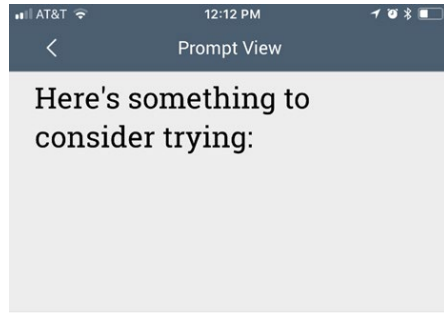 AT&T 12:12 PM
Prompt View
Here's something to
consider trying: